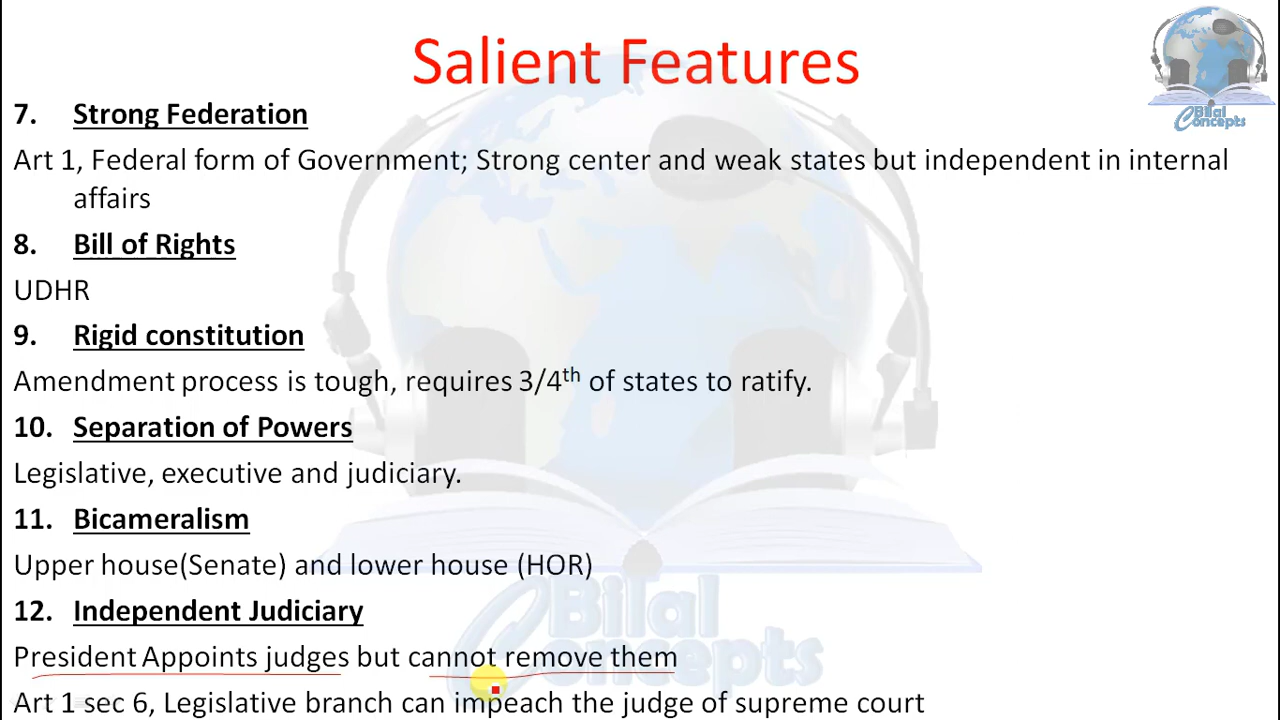 Salient Features
Bilal
Concepts
7. Strong Federation
Art 1, Federal form of Government; Strong center and weak states but independent in internal
affairs
8. Bill of Rights
UDHR
9. Rigid constitution
Amendment process is tough, requires 3/4th of states to ratify.
10. Separation of Powers
Legislative, executive and judiciary.
11. Bicameralism
Upper house(Senate) and lower house (HOR)
12. Independent Judiciary
President Appoints judges but cannot remove them
Art 1 sec 6, Legislative branch can impeach the judge of supreme court
Bilal
Concepts